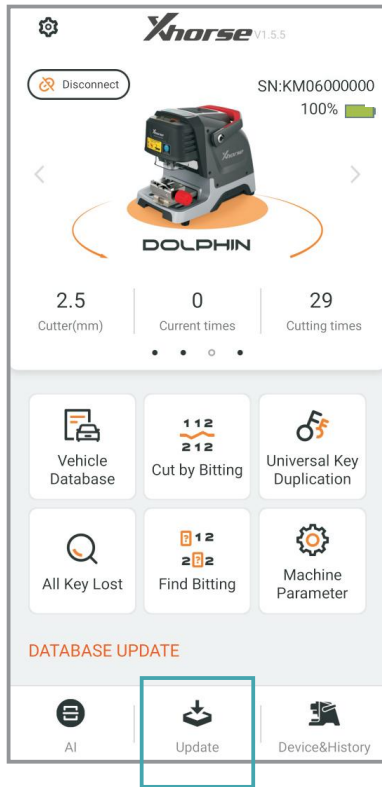 Xhorse V1.5.5
Disconnect
SN:KM06000000
100%
DOLPHIN
2.5
0
29
Cutter(mm)
Current times
Cutting times
112
212
Vehicle
Database
Cut by Bitting
Universal Key
Duplication
?12
2?2
All Key Lost
Find Bitting
Machine
Parameter
DATABASE UPDATE
AI
Update
Device&History